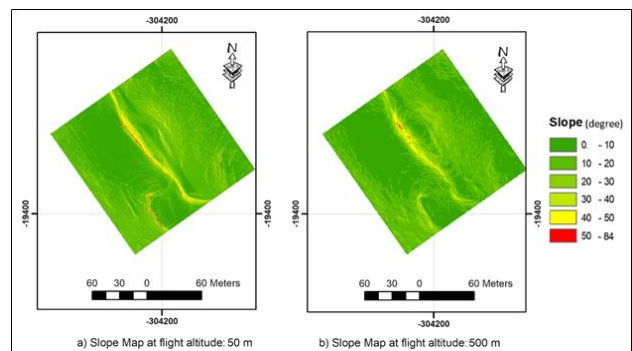 -304200
-304200
N
N
-19400
-19400
-19400
60 30 0 60 Meters
60 30 0 60 Meters
-304200
-304200
Slope (degree)
0. - 10
10 - 20
20 - 30
30 - 40
40 - 50
50 - 84
a) Slope Map at flight altitude: 50 m
b) Slope Map at flight altitude: 500 m